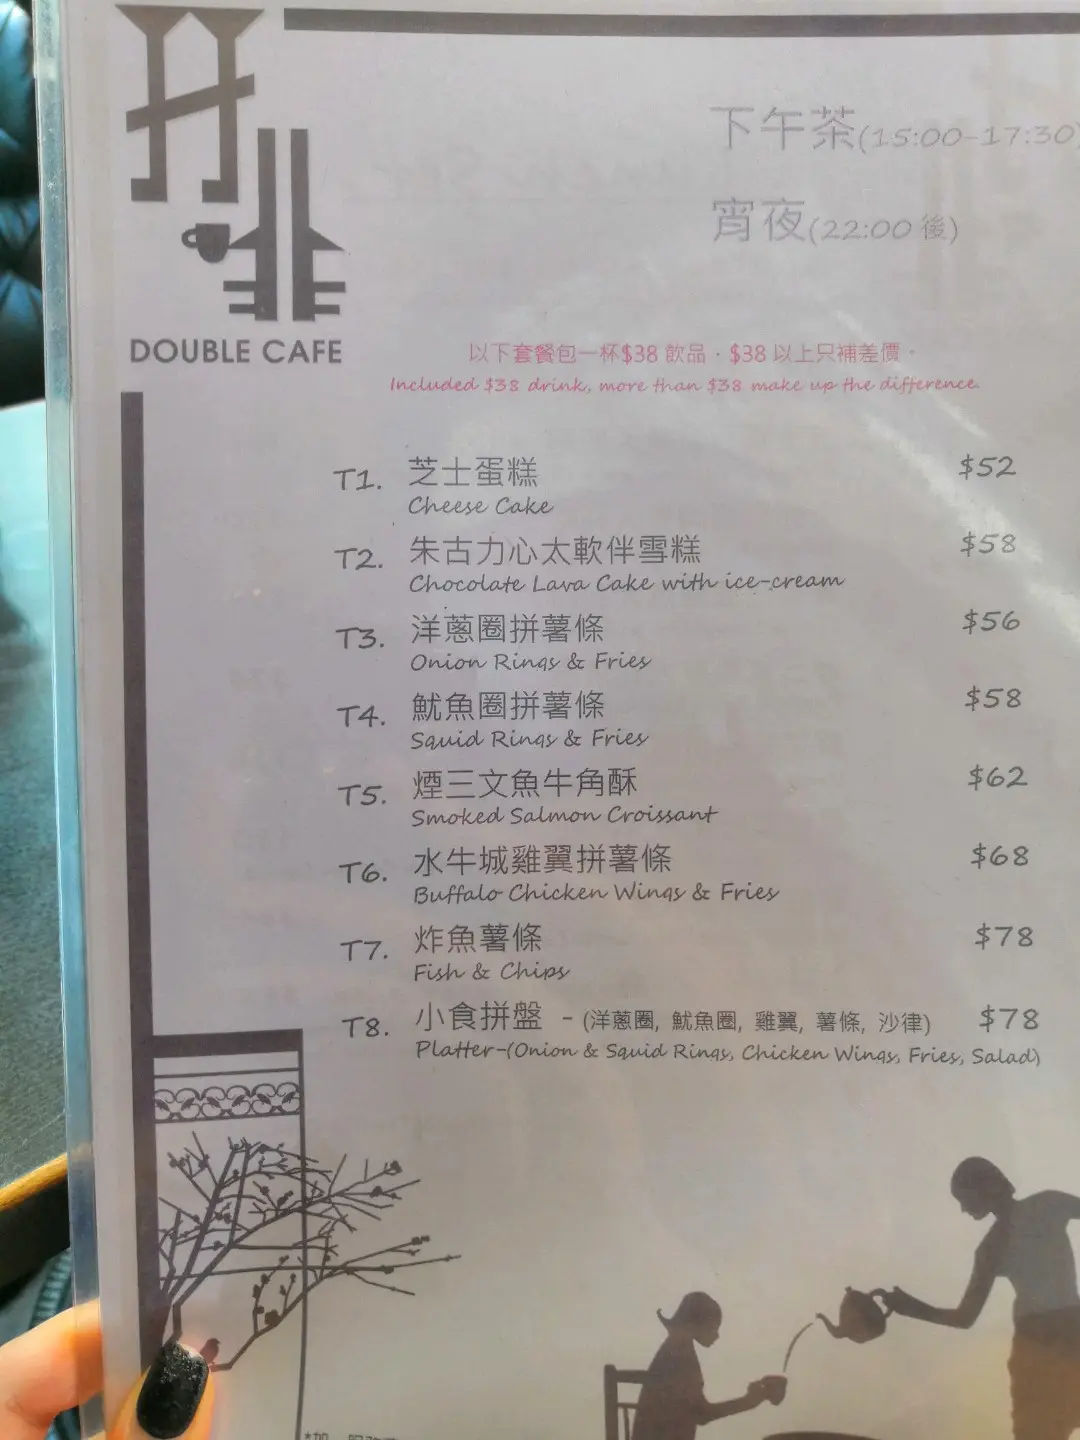 DOUBLE CAFE
下午茶(15:00-17:30)
宵夜(22:00 後)
以下套餐包一杯$38 飲品．$38 以上只補差價。
Included $38 drink, more than $38 make up the difference.
T1. 芝士蛋糕 $52
Cheese Cake
T2. 朱古力心太軟伴雪糕 $58
Chocolate Lava Cake with ice-cream
T3. 洋蔥圈拼薯條 $56
Onion Rings & Fries
T4. 魷魚圈拼薯條 $58
Squid Rings & Fries
T5. 煙三文魚牛角酥 $62
Smoked Salmon Croissant
T6. 水牛城雞翼拼薯條 $68
Buffalo Chicken Wings & Fries
T7. 炸魚薯條 $78
Fish & Chips
T8. 小食拼盤 - (洋蔥圈, 魷魚圈, 雞翼, 薯條, 沙律) $78
Platter-(Onion & Squid Rings, Chicken Wings, Fries, Salad)